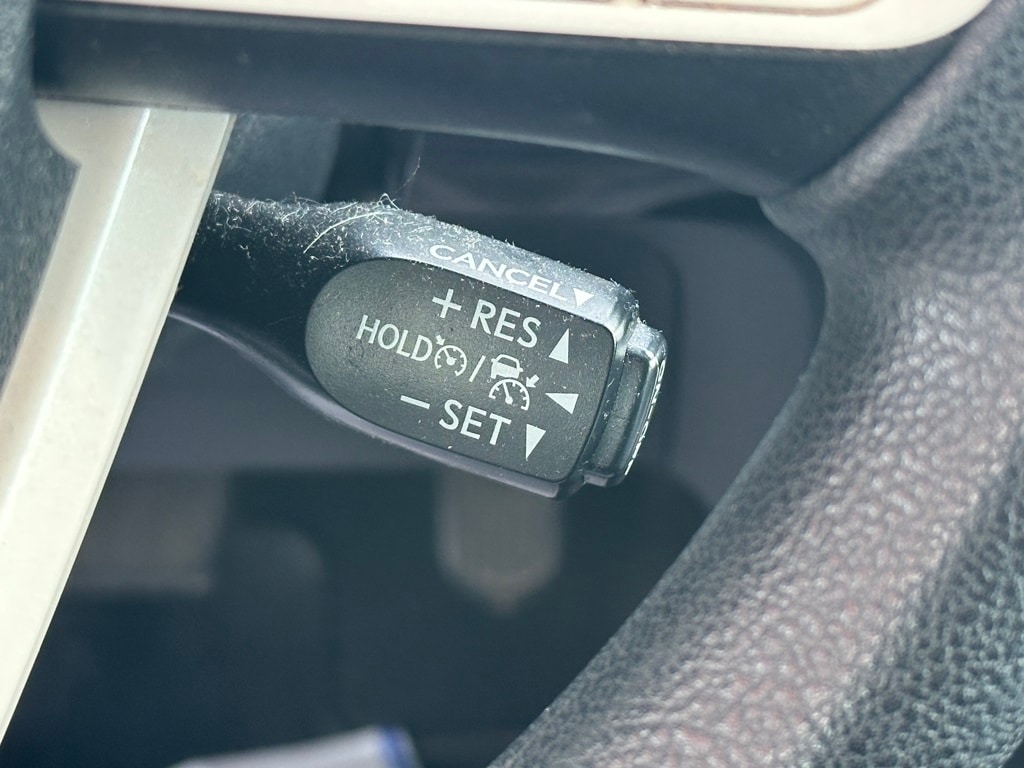 CANCEL
+ RES
HOLD /
− SET